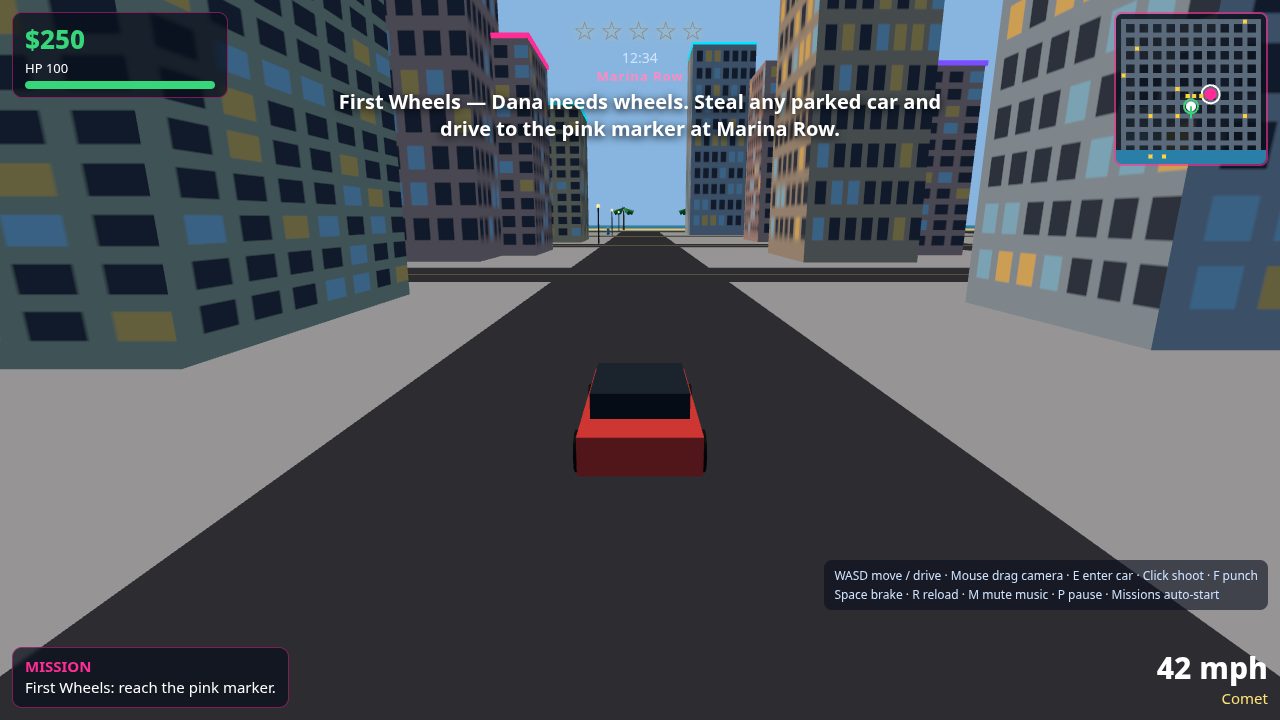 $250
HP 100
☆☆☆☆☆
12:34
Marina Row
First Wheels — Dana needs wheels. Steal any parked car and
drive to the pink marker at Marina Row.
WASD move / drive · Mouse drag camera · E enter car · Click shoot · F punch
Space brake · R reload · M mute music · P pause · Missions auto-start
MISSION
First Wheels: reach the pink marker.
42 mph
Comet